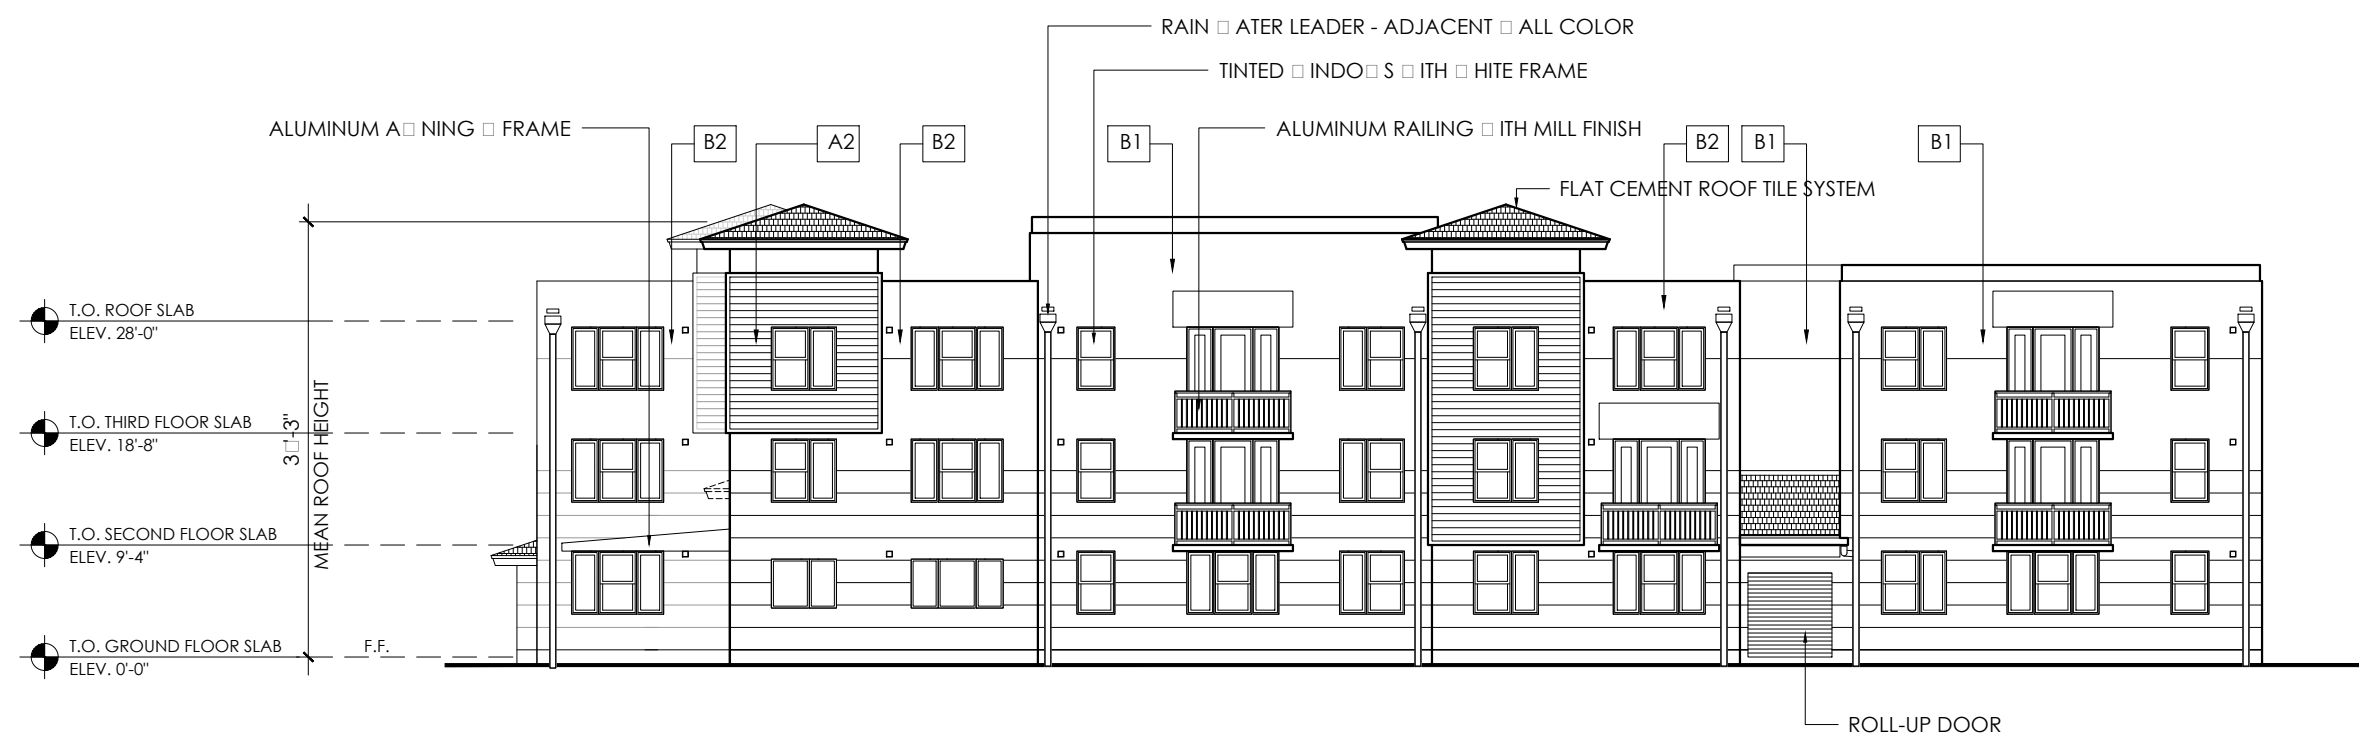 RAIN □ ATER LEADER - ADJACENT □ ALL COLOR
TINTED □ INDO□ S □ ITH □ HITE FRAME
ALUMINUM A□ NING □ FRAME
ALUMINUM RAILING □ ITH MILL FINISH
B2
A2
B2
B1
B2
B1
B1
FLAT CEMENT ROOF TILE SYSTEM
T.O. ROOF SLAB
ELEV. 28'-0"
T.O. THIRD FLOOR SLAB
ELEV. 18'-8"
3□'-3"
MEAN ROOF HEIGHT
T.O. SECOND FLOOR SLAB
ELEV. 9'-4"
T.O. GROUND FLOOR SLAB
F.F.
ELEV. 0'-0"
ROLL-UP DOOR